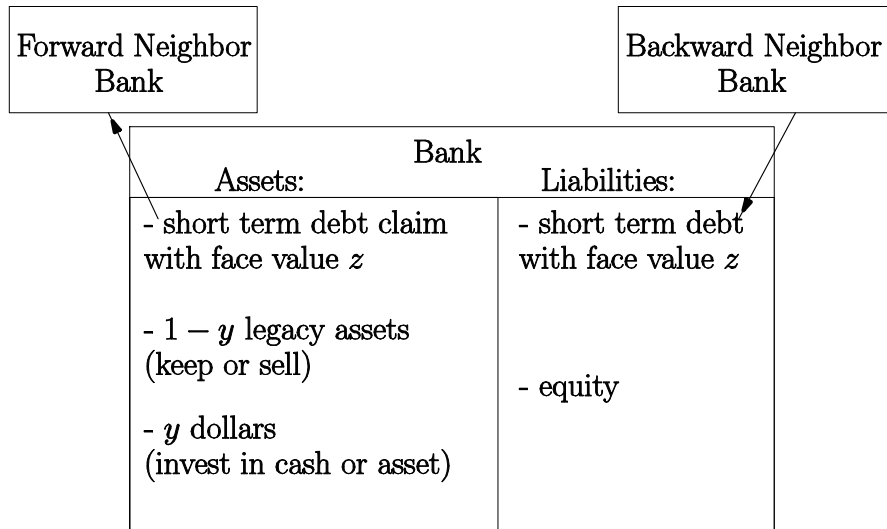 Forward Neighbor
Bank
Backward Neighbor
Bank
Bank
Assets:
Liabilities:
- short term debt claim
with face value z
- 1 − y legacy assets
(keep or sell)
- y dollars
(invest in cash or asset)
- short term debt
with face value z
- equity